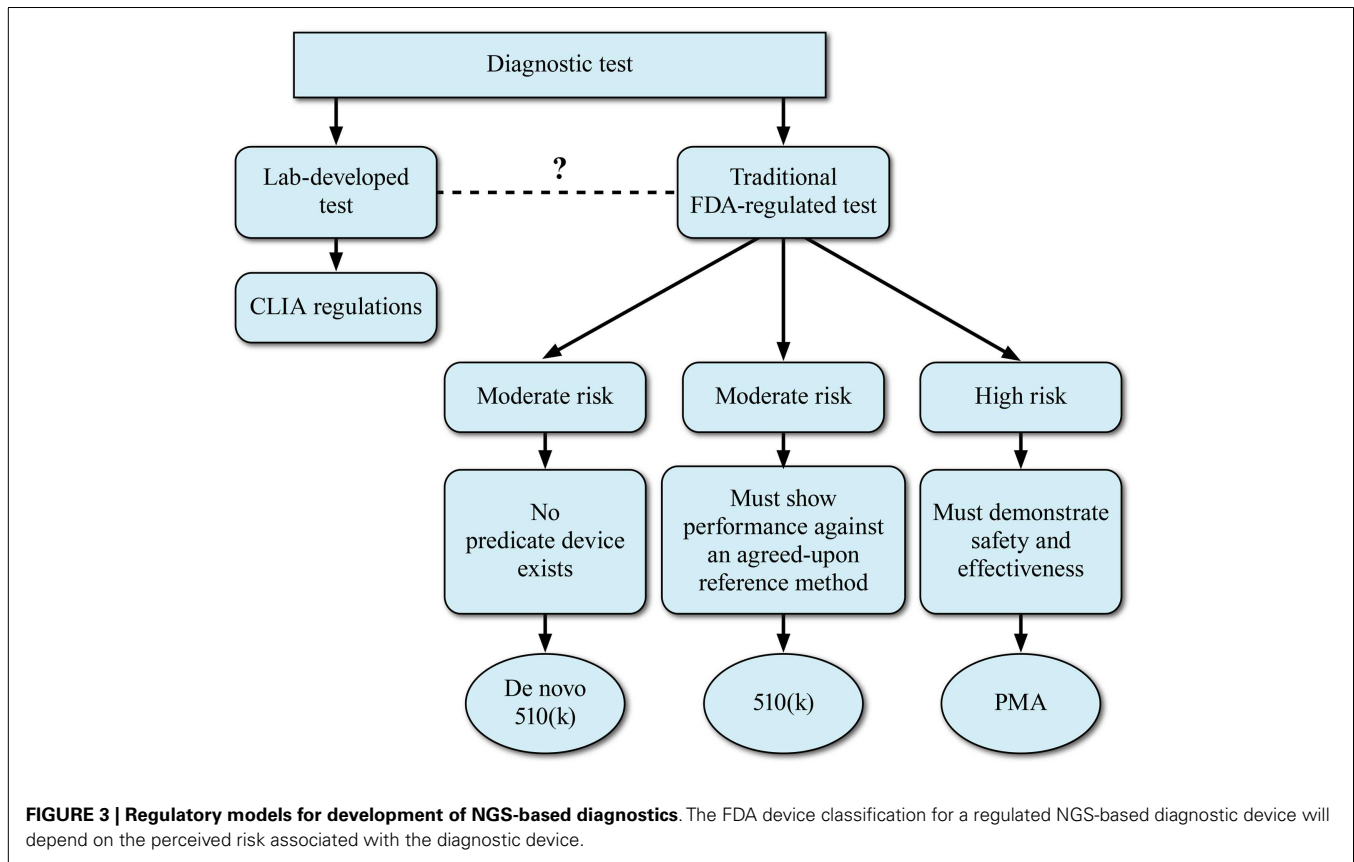 Diagnostic test
Lab-developed
test
?
Traditional
FDA-regulated test
CLIA regulations
Moderate risk
Moderate risk
High risk
No
predicate device
exists
Must show
performance against
an agreed-upon
reference method
Must demonstrate
safety and
effectiveness
De novo
510(k)
510(k)
PMA
FIGURE 3 | Regulatory models for development of NGS-based diagnostics. The FDA device classification for a regulated NGS-based diagnostic device will
depend on the perceived risk associated with the diagnostic device.